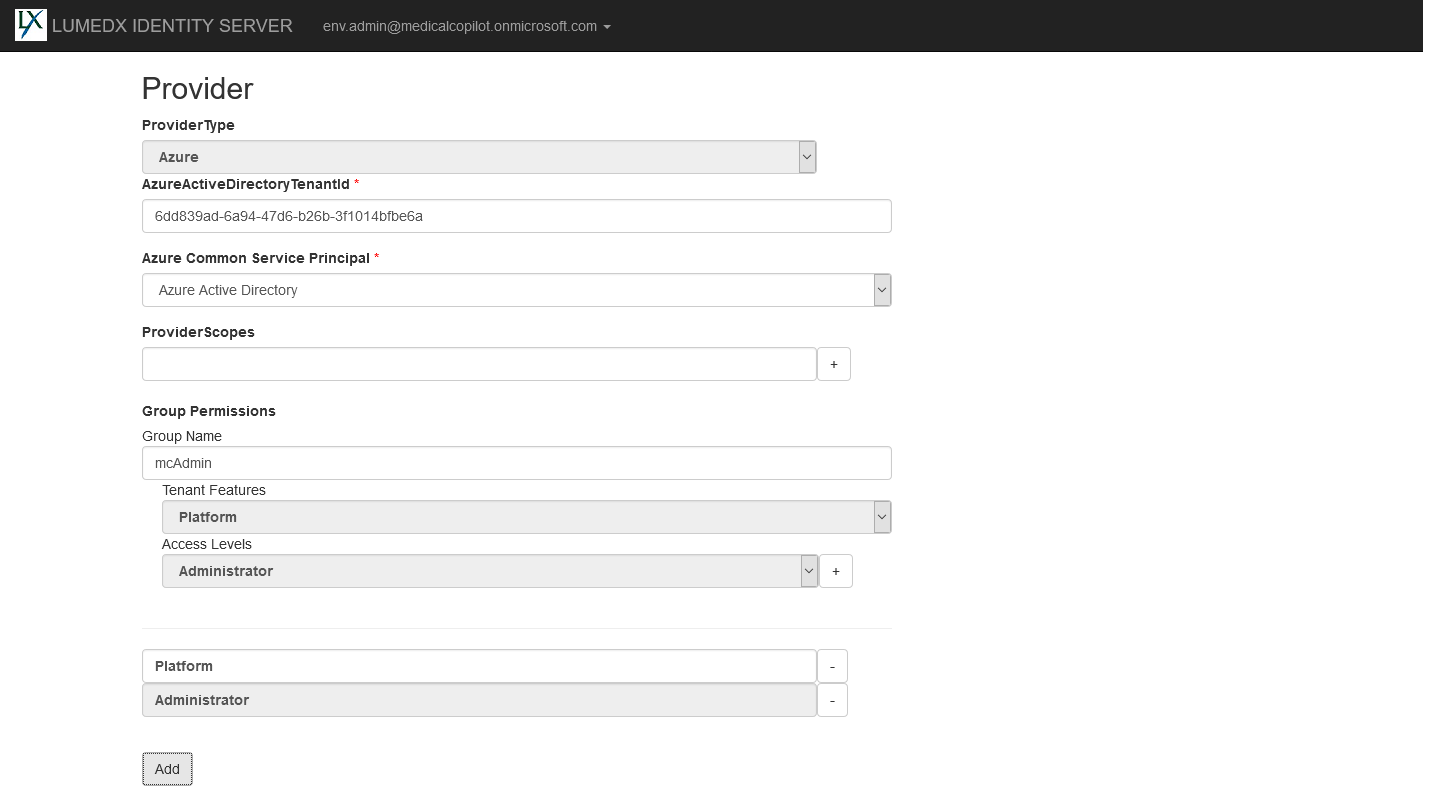 LX LUMEDX IDENTITY SERVER env.admin@medicalcopilot.onmicrosoft.com
Provider
ProviderType
Azure
AzureActiveDirectoryTenantId *
6dd839ad-6a94-47d6-b26b-3f1014bfbe6a
Azure Common Service Principal *
Azure Active Directory
ProviderScopes
+
Group Permissions
Group Name
mcAdmin
Tenant Features
Platform
Access Levels
Administrator +
Platform -
Administrator -
Add